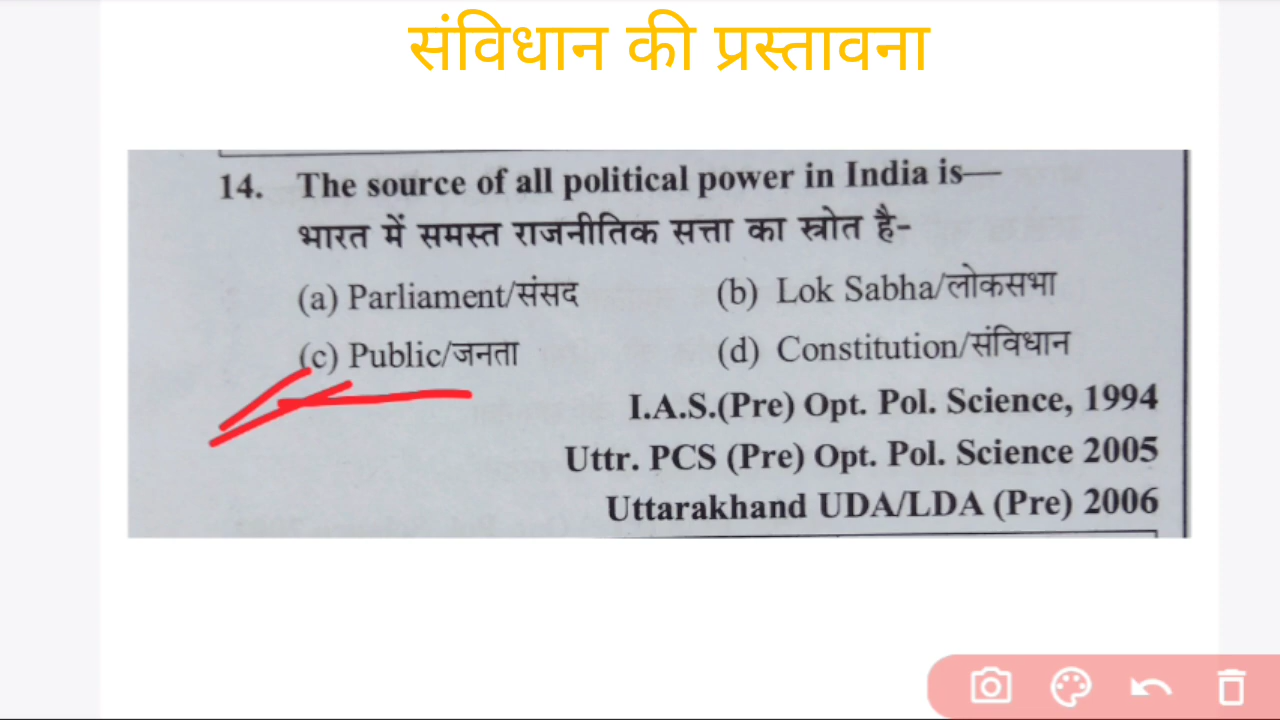 संविधान की प्रस्तावना
14. The source of all political power in India is—
भारत में समस्त राजनीतिक सत्ता का स्त्रोत है-
(a) Parliament/संसद (b) Lok Sabha/लोकसभा
(c) Public/जनता (d) Constitution/संविधान
I.A.S.(Pre) Opt. Pol. Science, 1994
Uttr. PCS (Pre) Opt. Pol. Science 2005
Uttarakhand UDA/LDA (Pre) 2006